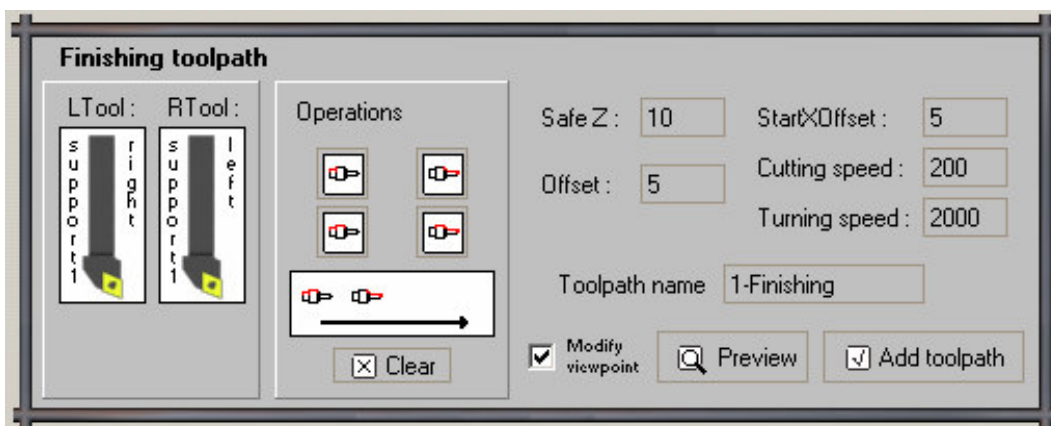 Finishing toolpath
LTool :
RTool :
support1
right
support1
left
Operations
Clear
Safe Z :
10
Offset :
5
StartXOffset :
5
Cutting speed :
200
Turning speed :
2000
Toolpath name
1-Finishing
Modify
viewpoint
Preview
Add toolpath